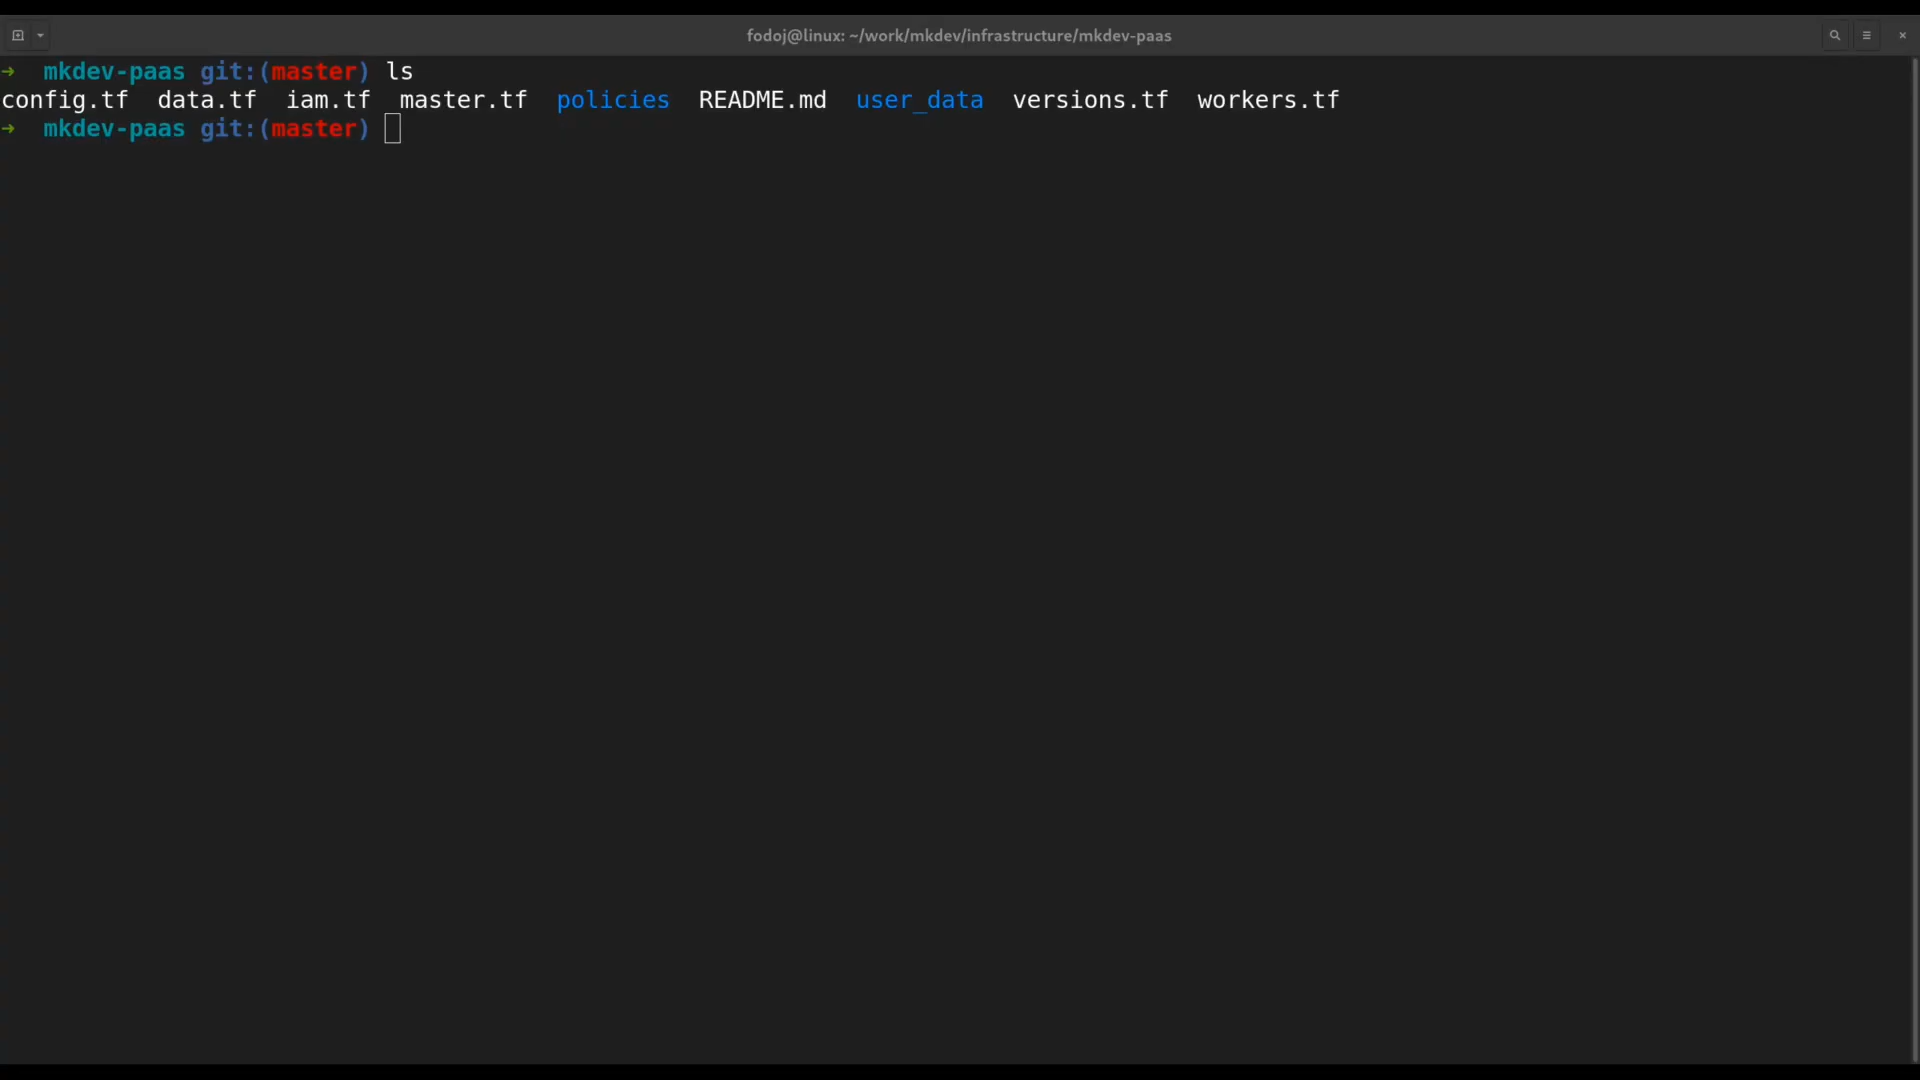 fodoj@linux: ~/work/mkdev/infrastructure/mkdev-paas
➜  mkdev-paas git:(master) ls
config.tf  data.tf  iam.tf  master.tf  policies  README.md  user_data  versions.tf  workers.tf
➜  mkdev-paas git:(master)